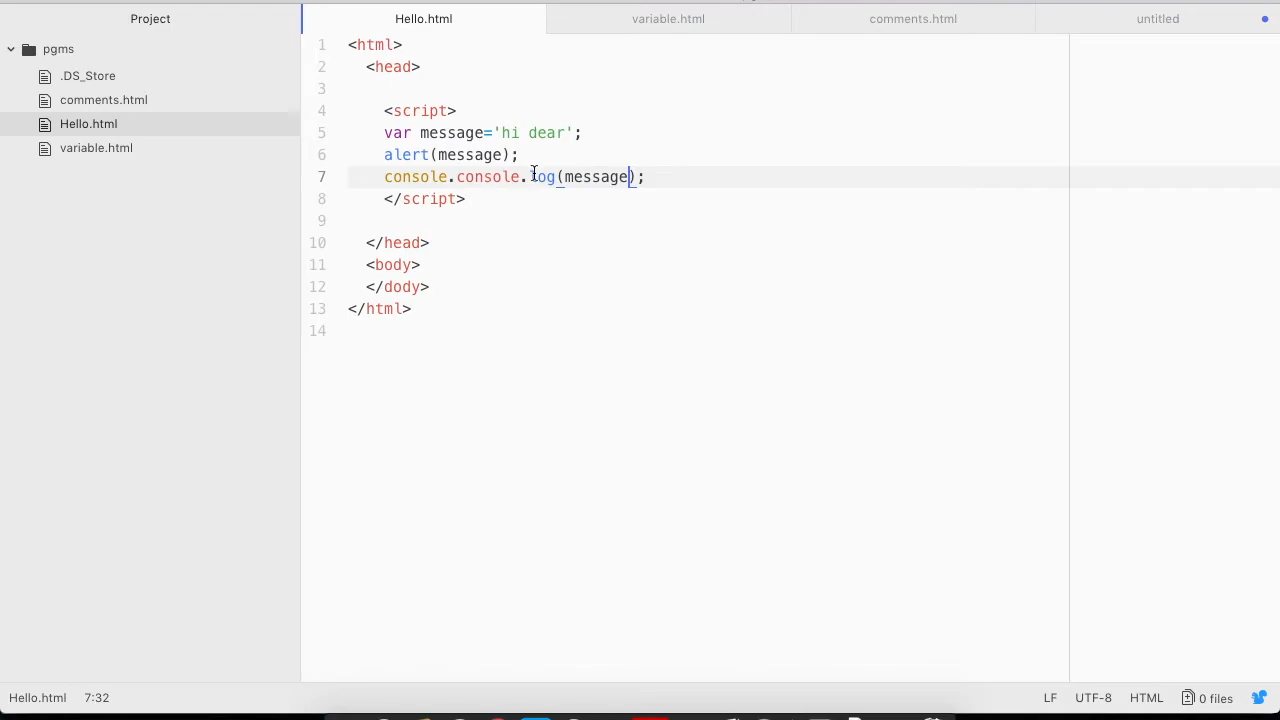 Project
Hello.html
variable.html
comments.html
untitled
pgms
.DS_Store
comments.html
Hello.html
variable.html
1 <html>
2 <head>
3
4 <script>
5 var message='hi dear';
6 alert(message);
7 console.console.log(message);
8 </script>
9
10 </head>
11 <body>
12 </dody>
13 </html>
14
Hello.html 7:32
LF UTF-8 HTML 0 files